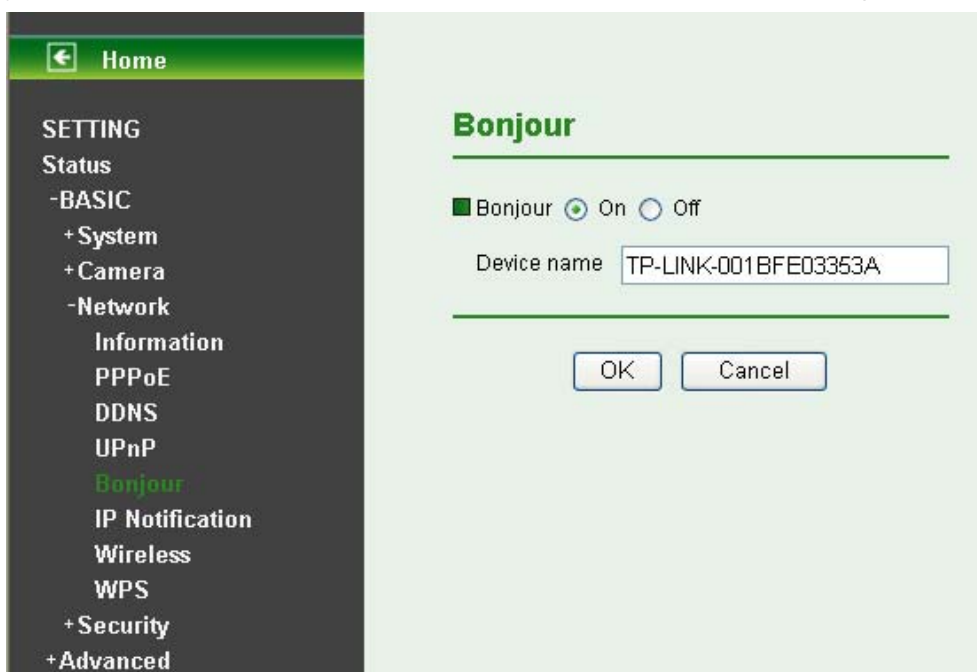 Home
SETTING
Status
-BASIC
+System
+Camera
-Network
Information
PPPoE
DDNS
UPnP
Bonjour
IP Notification
Wireless
WPS
+Security
+Advanced
Bonjour
Bonjour On Off
Device name TP-LINK-001BFE03353A
OK Cancel